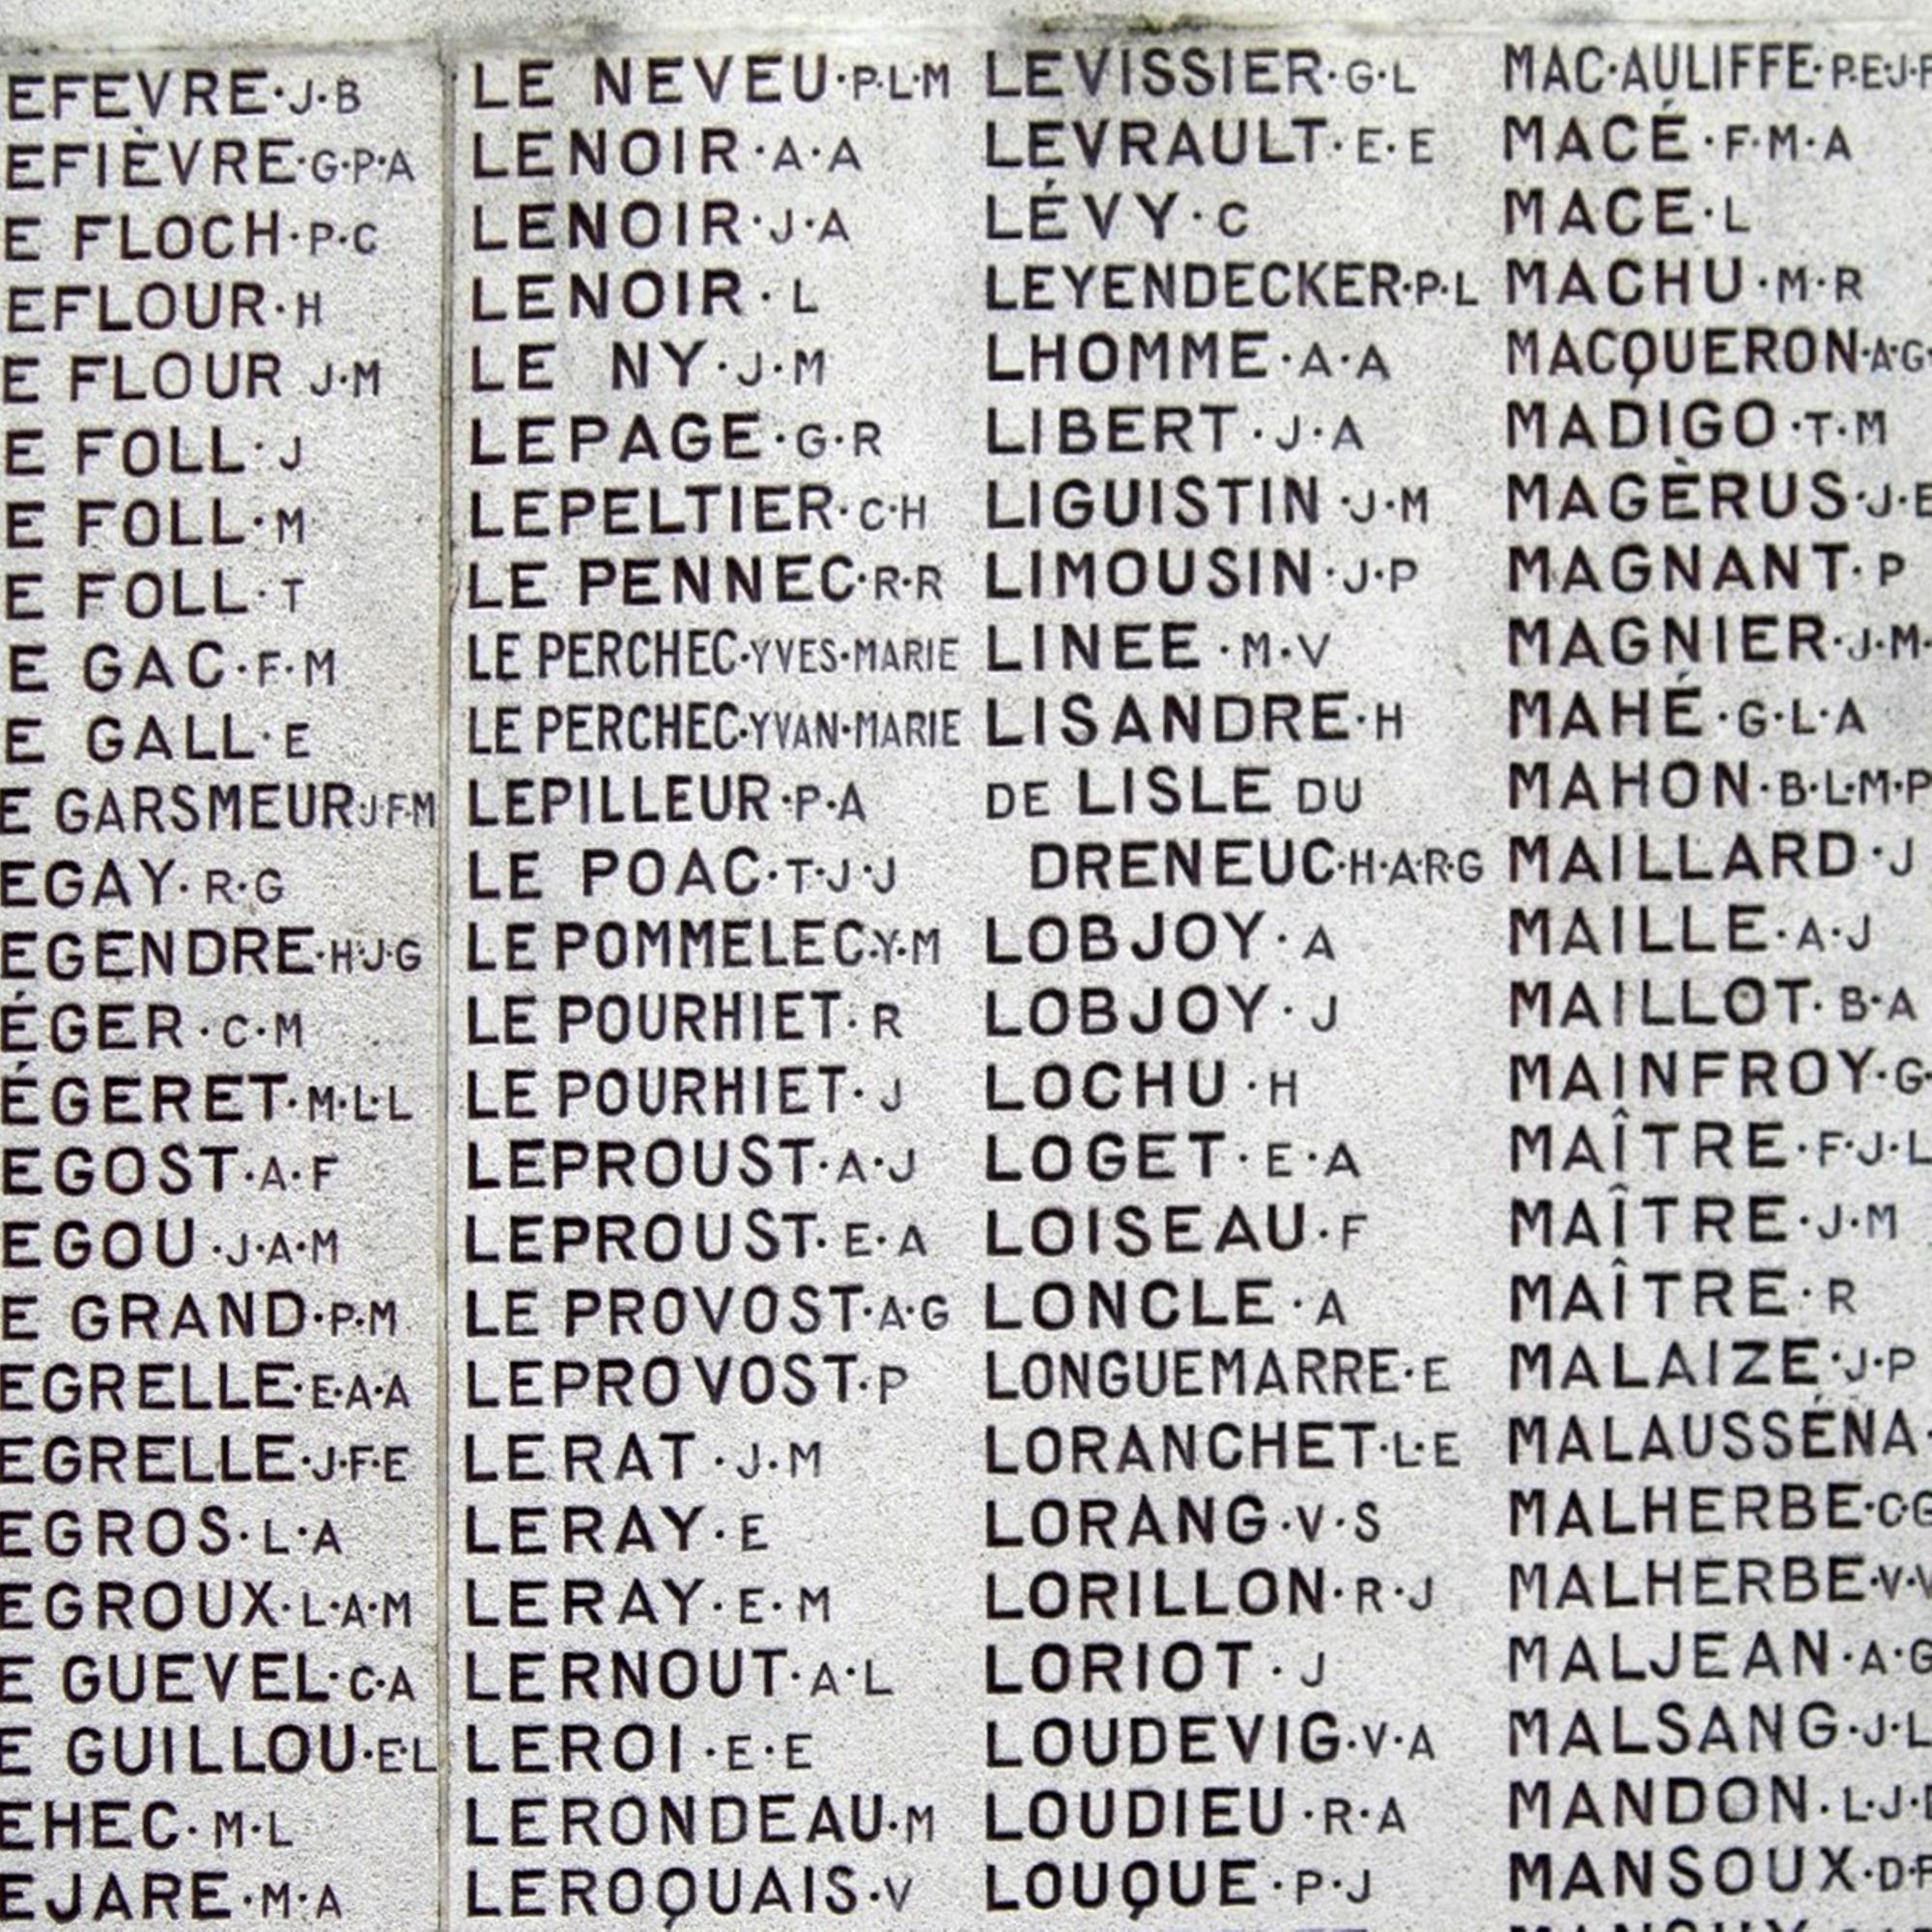 EFEVRE·J·B
EFIÈVRE·G·P·A
E FLOCH·P·C
EFLOUR·H
E FLOUR J·M
E FOLL·J
E FOLL·M
E FOLL·T
E GAC·F·M
E GALL·E
E GARSMEUR·J·F·M
EGAY·R·G
EGENDRE·H·J·G
ÉGER·C·M
ÉGERET·M·L·L
EGOST·A·F
EGOU·J·A·M
E GRAND·P·M
EGRELLE·E·A·A
EGRELLE·J·F·E
EGROS·L·A
EGROUX·L·A·M
E GUEVEL·C·A
E GUILLOU·E·L
EHEC·M·L
EJARE·M·A
LE NEVEU·P·L·M
LENOIR·A·A
LENOIR·J·A
LENOIR·L
LE NY·J·M
LEPAGE·G·R
LEPELTIER·C·H
LE PENNEC·R·R
LE PERCHEC·YVES·MARIE
LE PERCHEC·YVAN·MARIE
LEPILLEUR·P·A
LE POAC·T·J·J
LE POMMELEC·Y·M
LE POURHIET·R
LE POURHIET·J
LEPROUST·A·J
LEPROUST·E·A
LE PROVOST·A·G
LEPROVOST·P
LERAT·J·M
LERAY·E
LERAY·E·M
LERNOUT·A·L
LEROI·E·E
LERONDEAU·M
LEROQUAIS·V
LEVISSIER·G·L
LEVRAULT·E·E
LÉVY·C
LEYENDECKER·P·L
LHOMME·A·A
LIBERT·J·A
LIGUISTIN·J·M
LIMOUSIN·J·P
LINEE·M·V
LISANDRE·H
DE LISLE DU
DRENEUC·H·A·R·G
LOBJOY·A
LOBJOY·J
LOCHU·H
LOGET·E·A
LOISEAU·F
LONCLE·A
LONGUEMARRE·E
LORANCHET·L·E
LORANG·V·S
LORILLON·R·J
LORIOT·J
LOUDEVIG·V·A
LOUDIEU·R·A
LOUQUE·P·J
MAC·AULIFFE·P·E·J·F
MACÉ·F·M·A
MACE·L
MACHU·M·R
MACQUERON·A·G·
MADIGO·T·M
MAGÈRUS·J·E
MAGNANT·P
MAGNIER·J·M·
MAHÉ·G·L·A
MAHON·B·L·M·P
MAILLARD·J
MAILLE·A·J
MAILLOT·B·A
MAINFROY·G·
MAÎTRE·F·J·L
MAÎTRE·J·M
MAÎTRE·R
MALAIZE·J·P
MALAUSSÉNA·
MALHERBE·C·G
MALHERBE·V·V
MALJEAN·A·G
MALSANG·J·L
MANDON·L·J·
MANSOUX·D·F